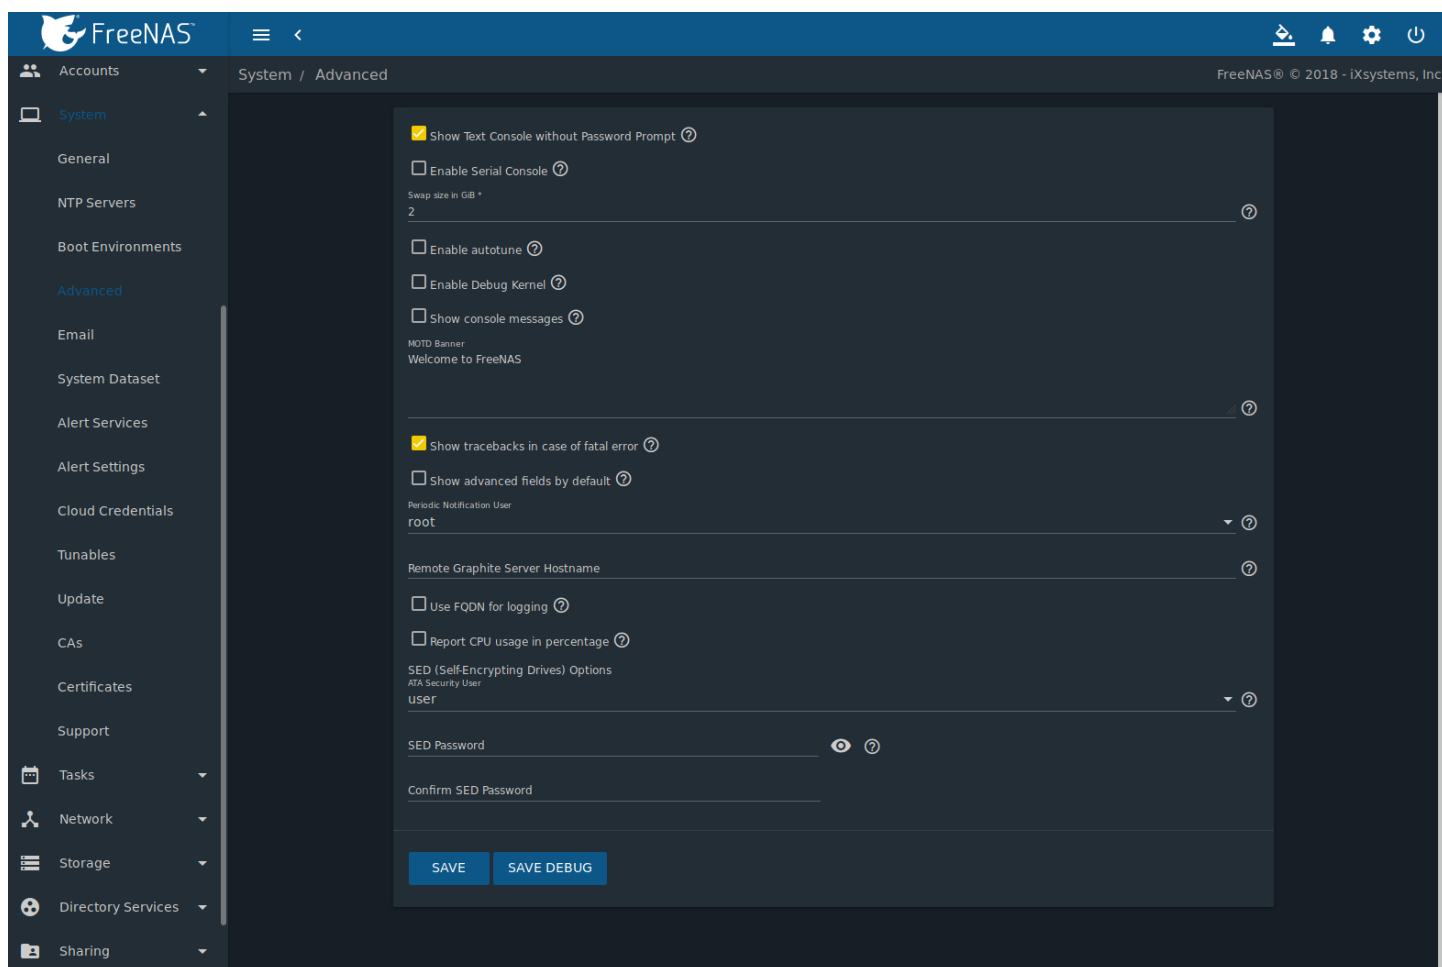 FreeNAS™
Accounts
System / Advanced
FreeNAS® © 2018 - iXsystems, Inc
System
General
NTP Servers
Boot Environments
Advanced
Email
System Dataset
Alert Services
Alert Settings
Cloud Credentials
Tunables
Update
CAs
Certificates
Support
Tasks
Network
Storage
Directory Services
Sharing
Show Text Console without Password Prompt
Enable Serial Console
Swap size in GiB *
2
Enable autotune
Enable Debug Kernel
Show console messages
MOTD Banner
Welcome to FreeNAS
Show tracebacks in case of fatal error
Show advanced fields by default
Periodic Notification User
root
Remote Graphite Server Hostname
Use FQDN for logging
Report CPU usage in percentage
SED (Self-Encrypting Drives) Options
ATA Security User
user
SED Password
Confirm SED Password
SAVE SAVE DEBUG